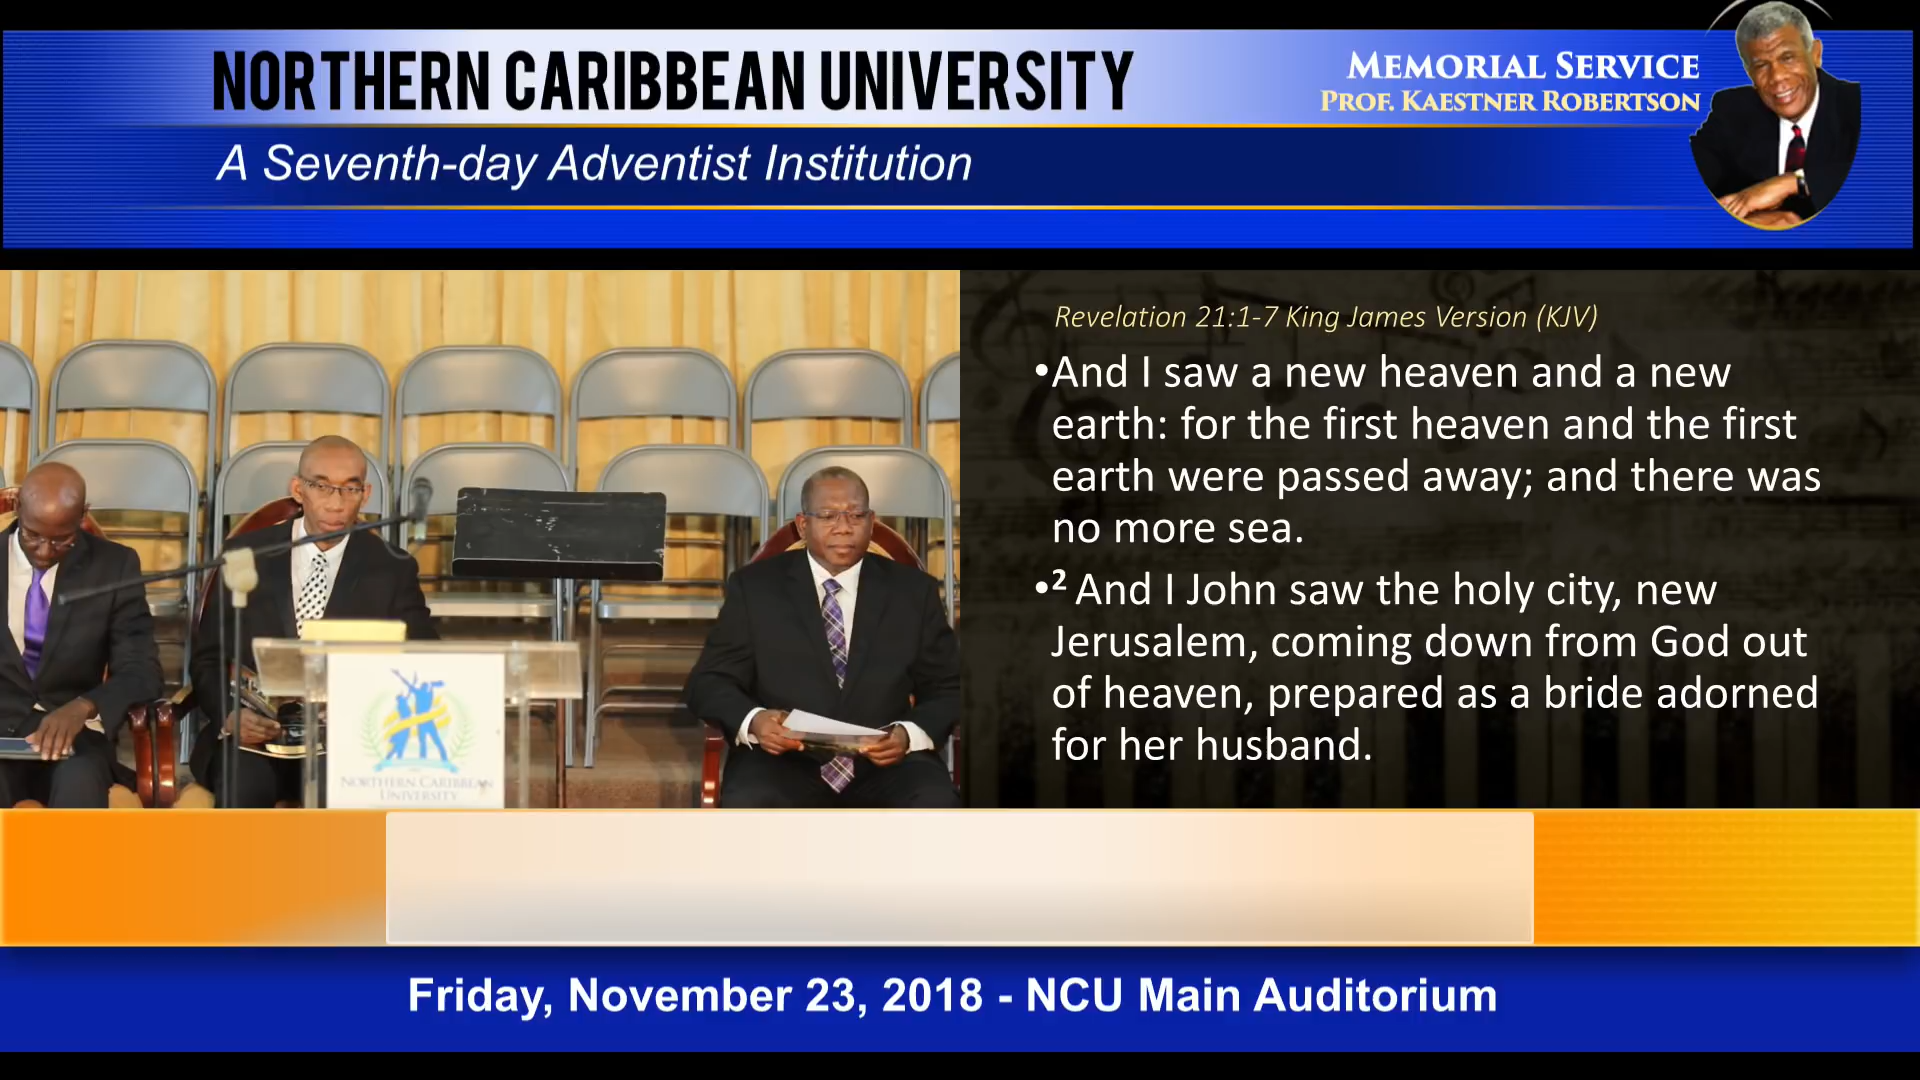 NORTHERN CARIBBEAN UNIVERSITY
A Seventh-day Adventist Institution
MEMORIAL SERVICE
PROF. KAESTNER ROBERTSON
Revelation 21:1-7 King James Version (KJV)
•And I saw a new heaven and a new
earth: for the first heaven and the first
earth were passed away; and there was
no more sea.
•² And I John saw the holy city, new
Jerusalem, coming down from God out
of heaven, prepared as a bride adorned
for her husband.
NORTHERN CARIBBEAN
UNIVERSITY
Friday, November 23, 2018 - NCU Main Auditorium